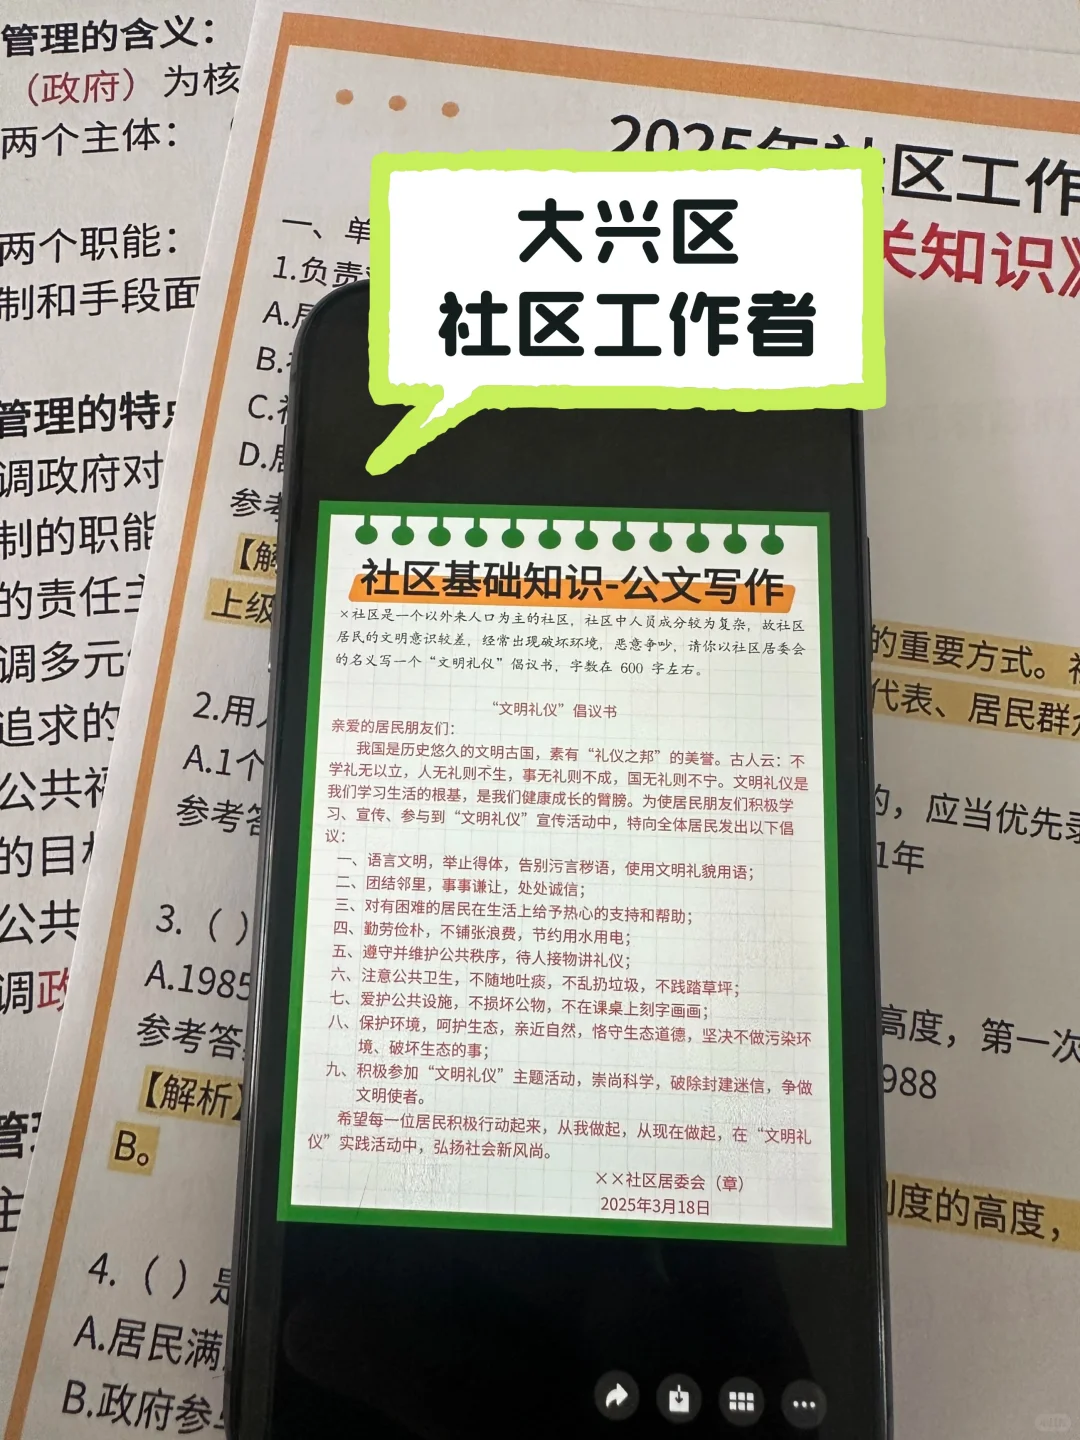 管理的含义：
（政府）为核
两个主体：
两个职能：
制和手段面
管理的特点
调政府对
制的职能
的责任主
调多元
追求的
公共福
的目标
公共
调政
2025年社区工作
关知识》
一、单
1.负责
A.居
B.
C.社
D.居
参考
【解
上级
的重要方式。社
代表、居民群众
2.用人
A.1个
参考答
的，应当优先录
1年
3.（ ）
A.1985
参考答
【解析】
B。
高度，第一次
988
制度的高度，
4.（ ）是
A.居民满
B.政府参与
大兴区
社区工作者
社区基础知识-公文写作
×社区是一个以外来人口为主的社区，社区中人员成分较为复杂，故社区
居民的文明意识较差，经常出现破坏环境，恶意争吵，请你以社区居委会
的名义写一个“文明礼仪”倡议书，字数在 600 字左右。
“文明礼仪”倡议书
亲爱的居民朋友们：
我国是历史悠久的文明古国，素有“礼仪之邦”的美誉。古人云：不
学礼无以立，人无礼则不生，事无礼则不成，国无礼则不宁。文明礼仪是
我们学习生活的根基，是我们健康成长的臂膀。为使居民朋友们积极学
习、宣传、参与到“文明礼仪”宣传活动中，特向全体居民发出以下倡
议：
一、语言文明，举止得体，告别污言秽语，使用文明礼貌用语；
二、团结邻里，事事谦让，处处诚信；
三、对有困难的居民在生活上给予热心的支持和帮助；
四、勤劳俭朴，不铺张浪费，节约用水用电；
五、遵守并维护公共秩序，待人接物讲礼仪；
六、注意公共卫生，不随地吐痰，不乱扔垃圾，不践踏草坪；
七、爱护公共设施，不损坏公物，不在课桌上刻字画画；
八、保护环境，呵护生态，亲近自然，恪守生态道德，坚决不做污染环
境、破坏生态的事；
九、积极参加“文明礼仪”主题活动，崇尚科学，破除封建迷信，争做
文明使者。
希望每一位居民积极行动起来，从我做起，从现在做起，在“文明礼
仪”实践活动中，弘扬社会新风尚。
××社区居委会（章）
2025年3月18日